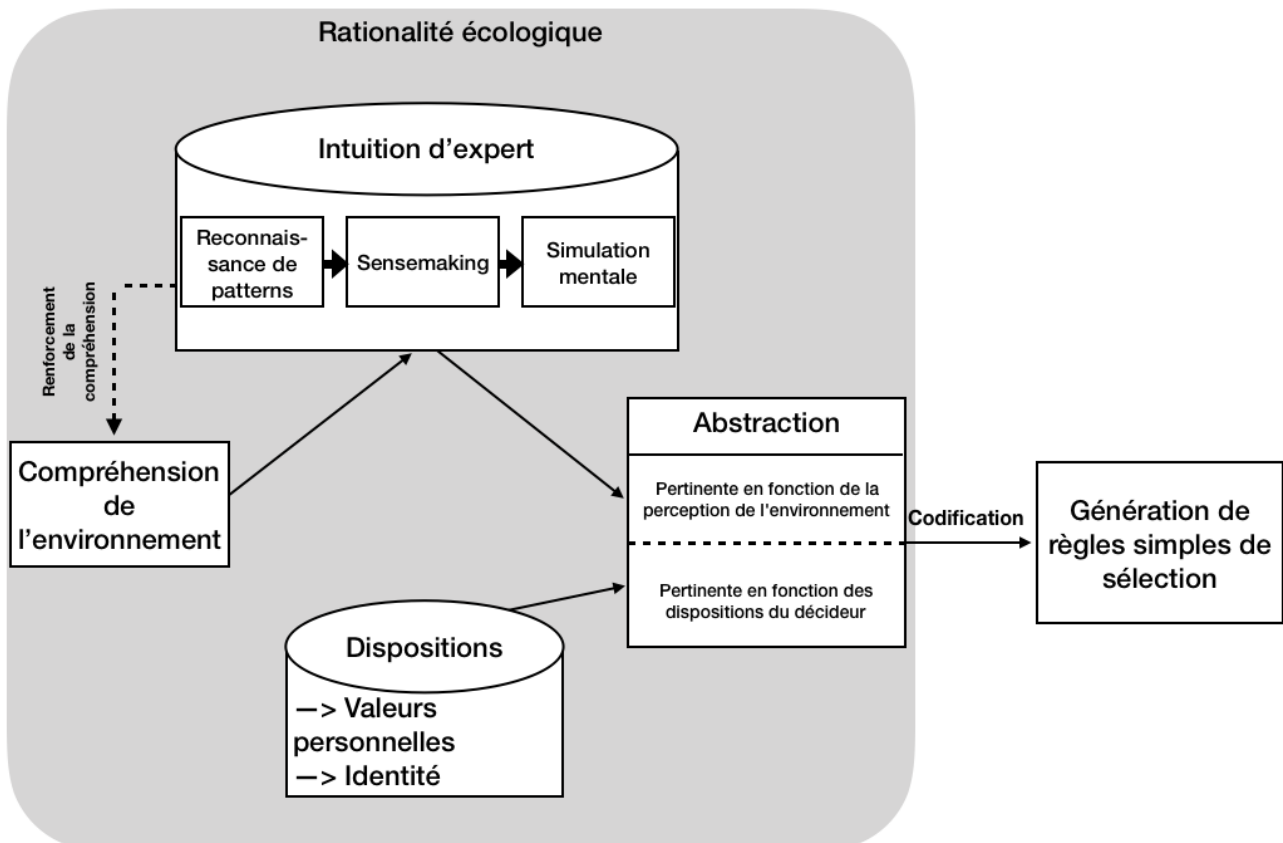 Rationalité écologique
Intuition d'expert
Reconnais-
sance de
patterns
Sensemaking
Simulation
mentale
Renforcement
de la
compréhension
Compréhension
de
l'environnement
Abstraction
Pertinente en fonction de la
perception de l'environnement
Pertinente en fonction des
dispositions du décideur
Codification
Génération de
règles simples de
sélection
Dispositions
—> Valeurs
personnelles
—> Identité